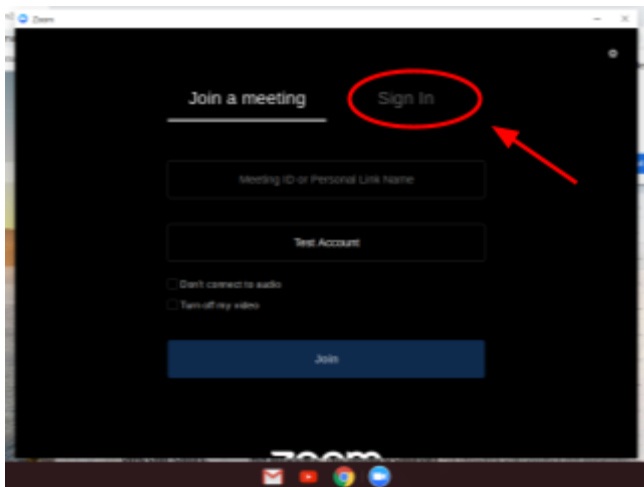 Zoom
Join a meeting
Sign In
Meeting ID or Personal Link Name
Test Account
Don't connect to audio
Turn off my video
Join
zoom